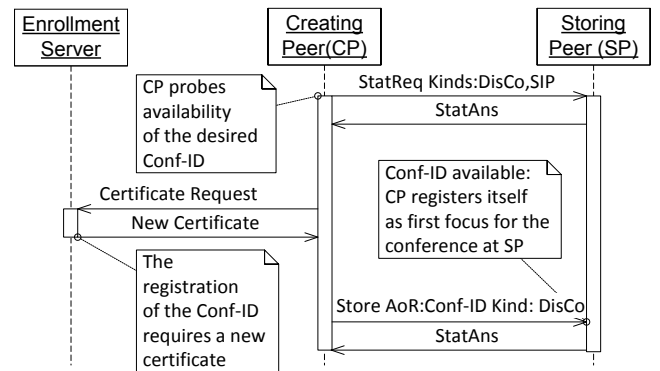 Enrollment
Server
Creating
Peer(CP)
Storing
Peer (SP)
CP probes
availability
of the desired
Conf-ID
StatReq Kinds:DisCo,SIP
StatAns
Conf-ID available:
CP registers itself
as first focus for the
conference at SP
Certificate Request
New Certificate
The
registration
of the Conf-ID
requires a new
certificate
Store AoR:Conf-ID Kind: DisCo
StatAns